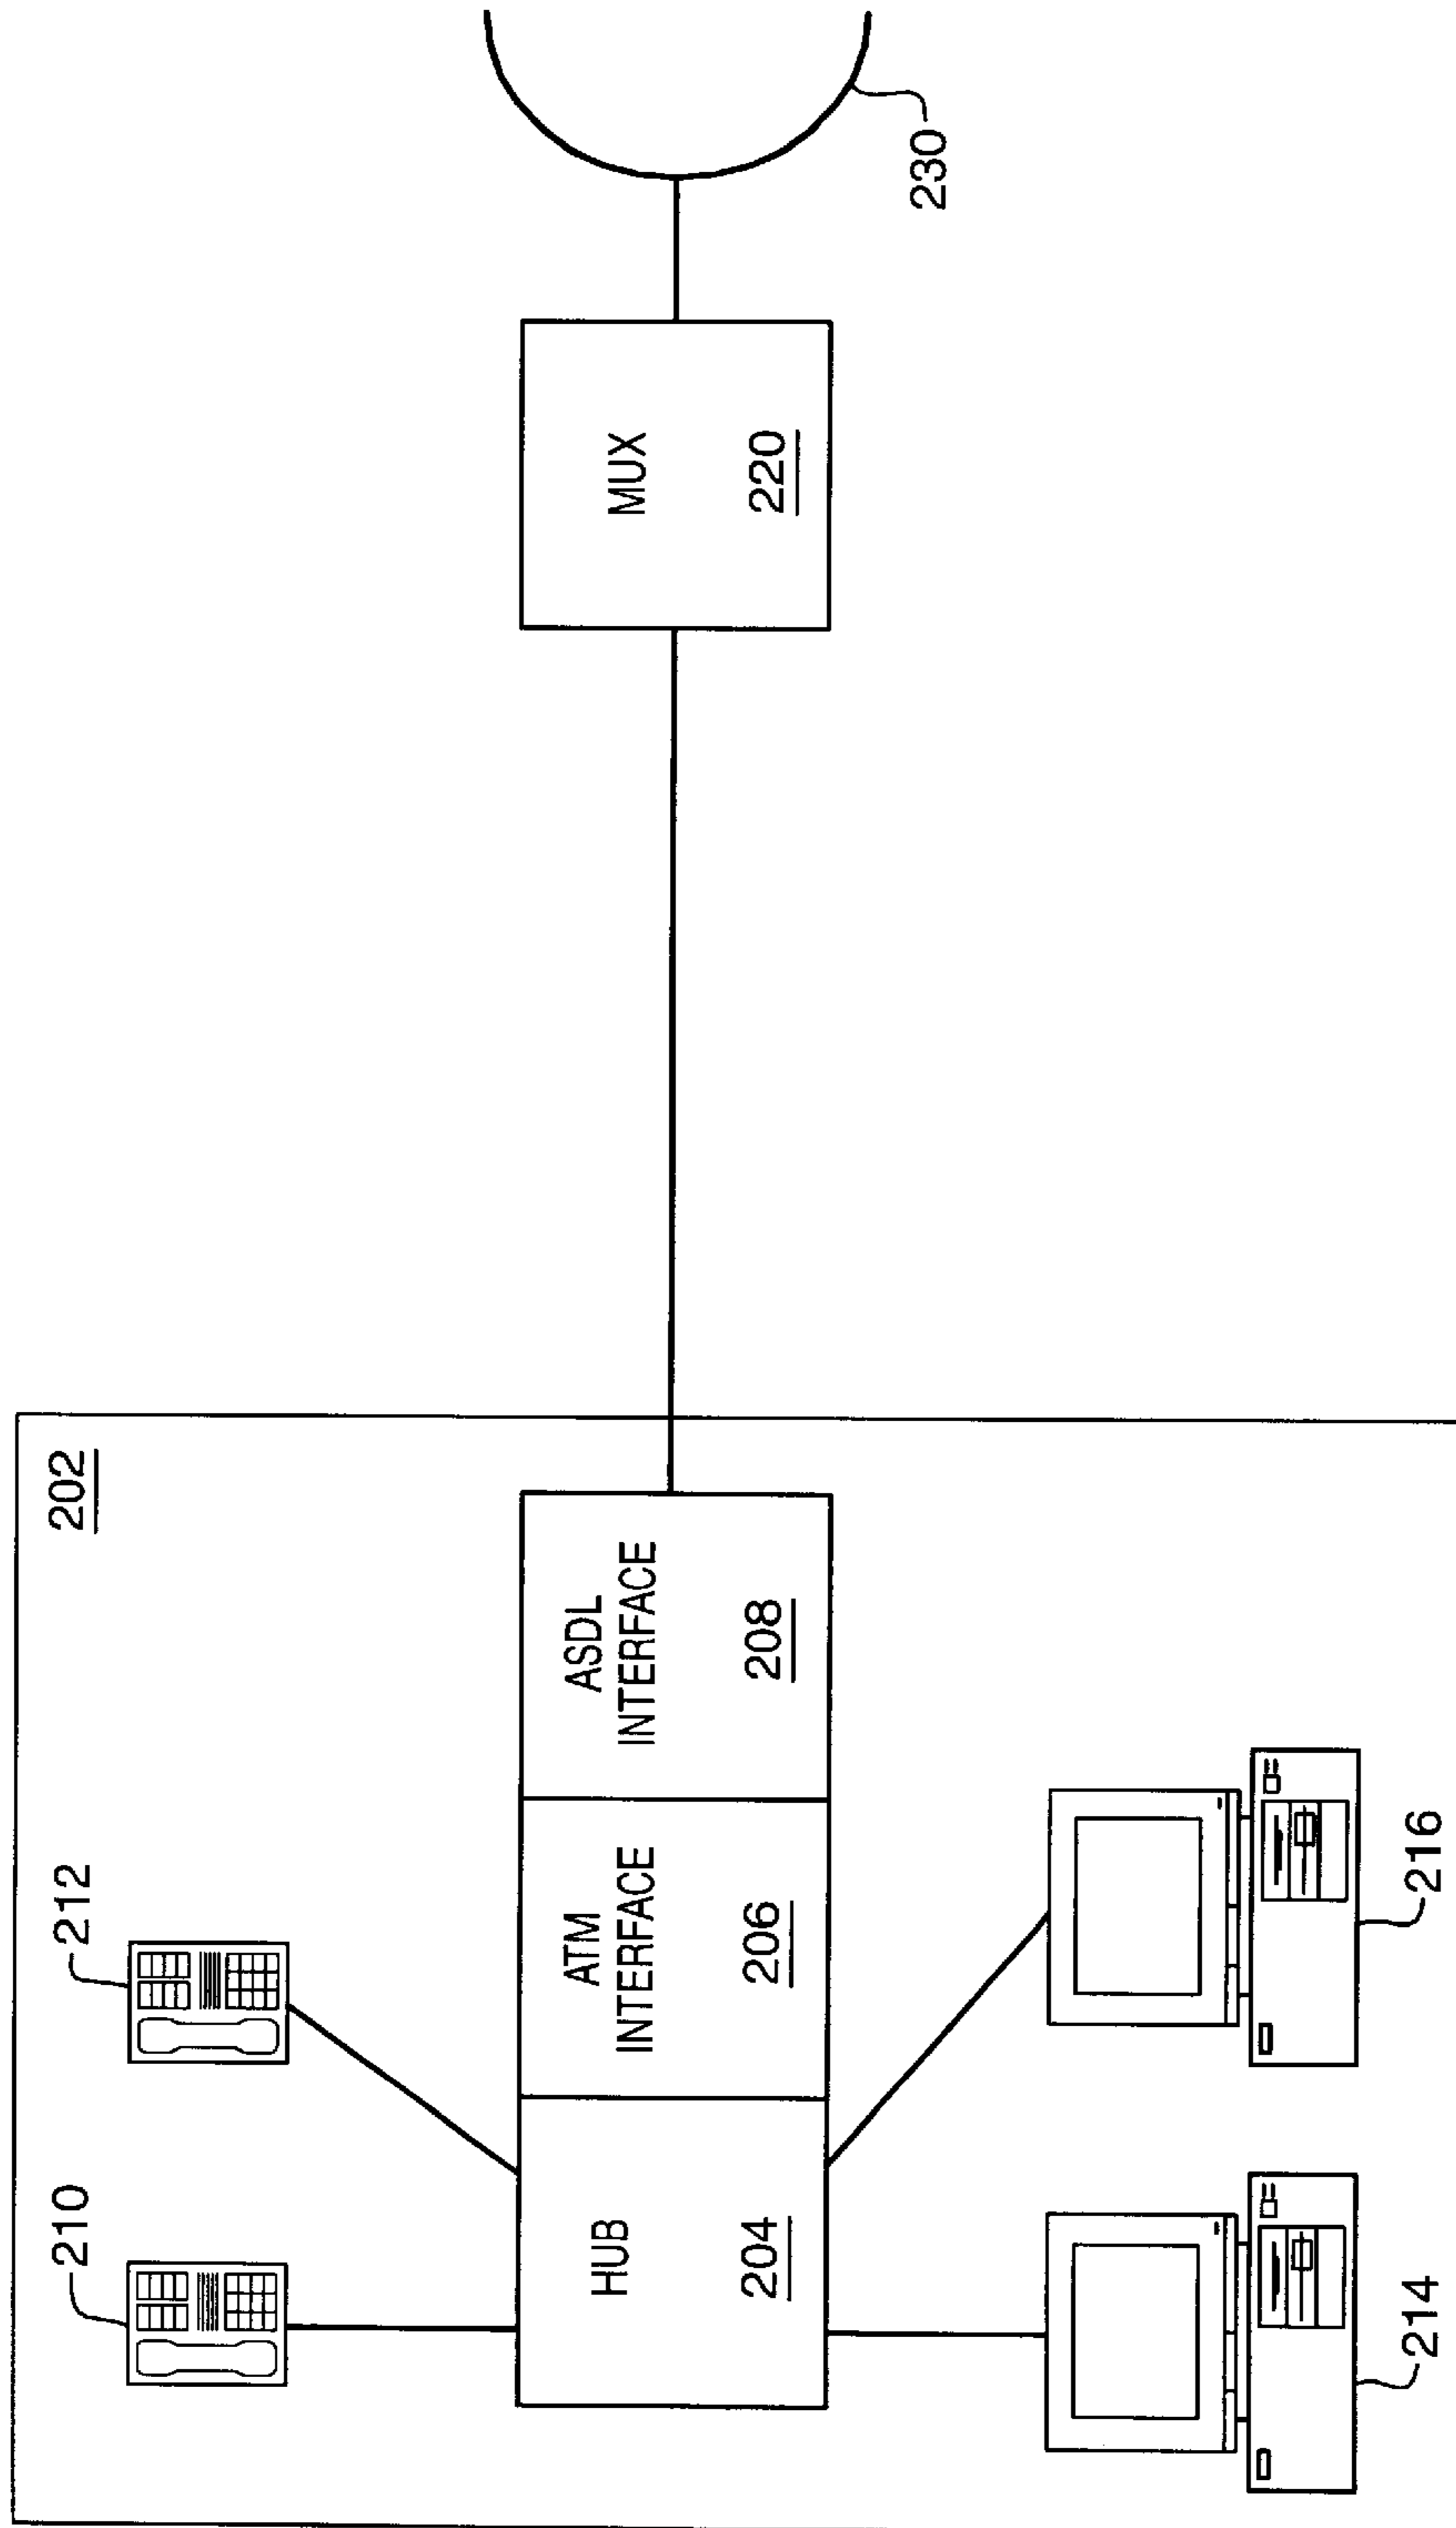 202
210
212
HUB
204
ATM
INTERFACE
206
ASDL
INTERFACE
208
MUX
220
230
214
216